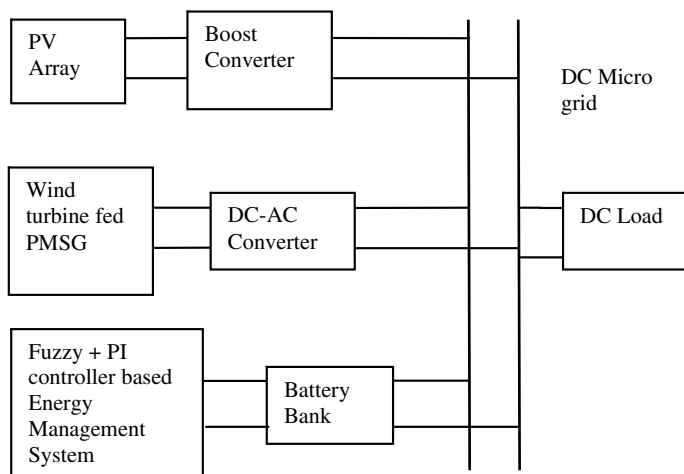 PV
Array
Boost
Converter
DC Micro
grid
Wind
turbine fed
PMSG
DC-AC
Converter
DC Load
Fuzzy + PI
controller based
Energy
Management
System
Battery
Bank